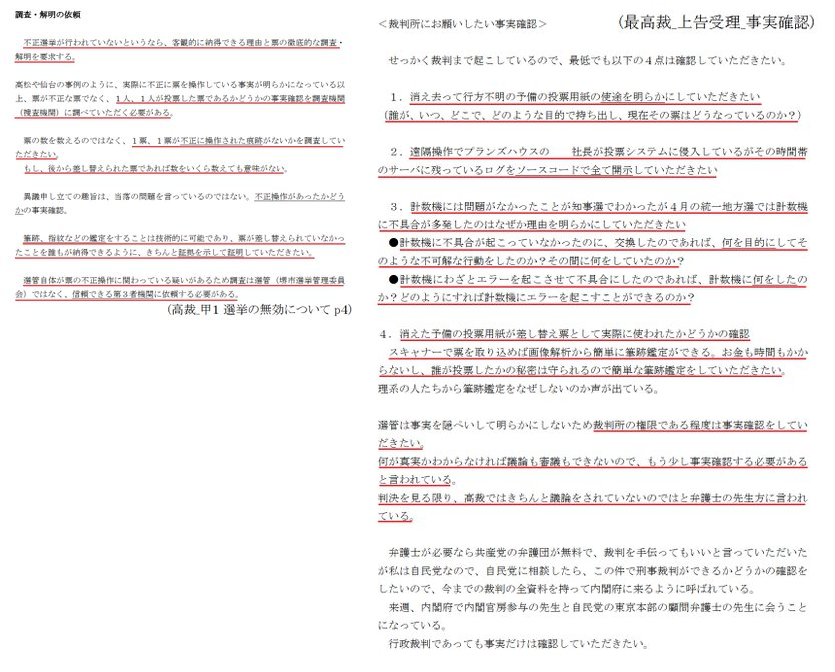 調査・解明の依頼
不正選挙が行われていないというなら、客観的に納得できる理由と票の徹底的な調査・
解明を要求する。
高松や仙台の事例のように、実際に不正に票を操作している事実が明らかになっている以
上、票が不正な票でなく、1人、1人が投票した票であるかどうかの事実確認を調査機関
（捜査機関）に調べていただく必要がある。
票の数を数えるのではなく、1票、1票が不正に操作された痕跡がないかを調査してい
ただきたい。
もし、後から差し替えられた票であれば数をいくら数えても意味がない。
異議申し立ての趣旨は、当落の問題を言っているのではない。不正操作があったかどう
かの事実確認。
筆跡、指紋などの鑑定をすることは技術的に可能であり、票が差し替えられていなかっ
たことを誰もが納得できるように、きちんと証拠を示して証明していただきたい。
選管自体が票の不正操作に関わっている疑いがあるため調査は選管（堺市選挙管理委員
会）ではなく、信頼できる第3者機関に依頼する必要がある。
(高裁_甲1 選挙の無効について p4)
(最高裁_上告受理_事実確認)
＜裁判所にお願いしたい事実確認＞
せっかく裁判まで起こしているので、最低でも以下の４点は確認していただきたい。
１．消え去って行方不明の予備の投票用紙の使途を明らかにしていただきたい
（誰が、いつ、どこで、どのような目的で持ち出し、現在その票はどうなっているのか？）
２．遠隔操作でブランズハウスの　　社長が投票システムに侵入しているがその時間帯
のサーバに残っているログをソースコードで全て開示していただきたい
３．計数機には問題がなかったことが知事選でわかったが４月の統一地方選では計数機
に不具合が多発したのはなぜか理由を明らかにしていただきたい
●計数機に不具合が起こっていなかったのに、交換したのであれば、何を目的にしてそ
のような不可解な行動をしたのか？その間に何をしていたのか？
●計数機にわざとエラーを起こさせて不具合にしたのであれば、計数機に何をしたの
か？どのようにすれば計数機にエラーを起こすことができるのか？
４．消えた予備の投票用紙が差し替え票として実際に使われたかどうかの確認
スキャナーで票を取り込めば画像解析から簡単に筆跡鑑定ができる。お金も時間もかか
らないし、誰が投票したかの秘密は守られるので簡単な筆跡鑑定をしていただきたい。
理系の人たちから筆跡鑑定をなぜしないのか声が出ている。
選管は事実を隠ぺいして明らかにしないため裁判所の権限である程度は事実確認をしてい
ただきたい。
何が真実かわからなければ議論も審議もできないので、もう少し事実確認する必要がある
と言われている。
判決を見る限り、高裁ではきちんと議論をされていないのではと弁護士の先生方に言われ
ている。
弁護士が必要なら共産党の弁護団が無料で、裁判を手伝ってもいいと言っていただいた
が私は自民党なので、自民党に相談したら、この件で刑事裁判ができるかどうかの確認を
したいので、今までの裁判の全資料を持って内閣府に来るように呼ばれている。
来週、内閣府で内閣官房参与の先生と自民党の東京本部の顧問弁護士の先生に会うこと
になっている。
行政裁判であっても事実だけは確認していただきたい。